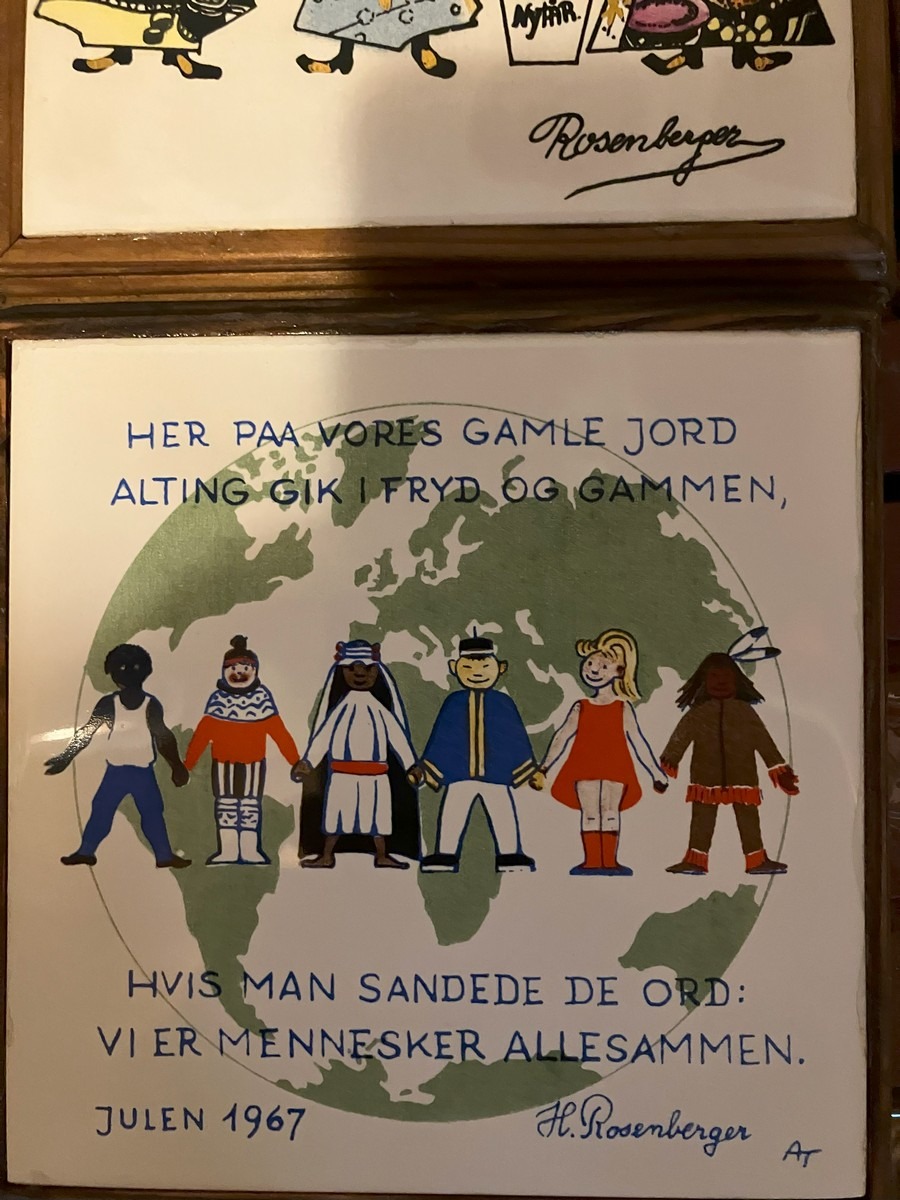 NYTÅR.
Rosenberger
HER PAA VORES GAMLE JORD
ALTING GIK I FRYD OG GAMMEN,
HVIS MAN SANDEDE DE ORD:
VI ER MENNESKER ALLESAMMEN.
JULEN 1967
H. Rosenberger
AT